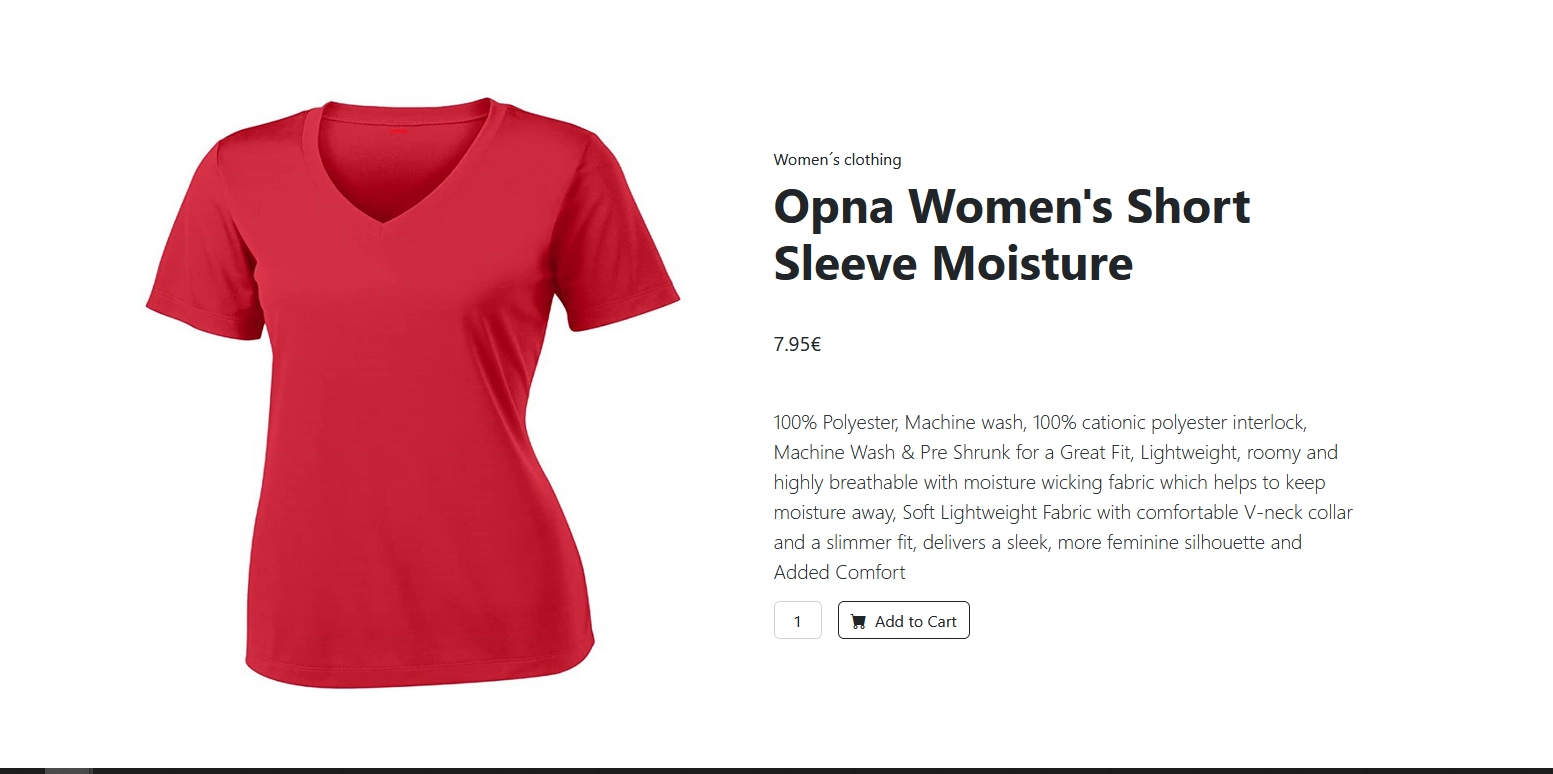 Women´s clothing
Opna Women's Short
Sleeve Moisture
7.95€
100% Polyester, Machine wash, 100% cationic polyester interlock,
Machine Wash & Pre Shrunk for a Great Fit, Lightweight, roomy and
highly breathable with moisture wicking fabric which helps to keep
moisture away, Soft Lightweight Fabric with comfortable V-neck collar
and a slimmer fit, delivers a sleek, more feminine silhouette and
Added Comfort
1 Add to Cart